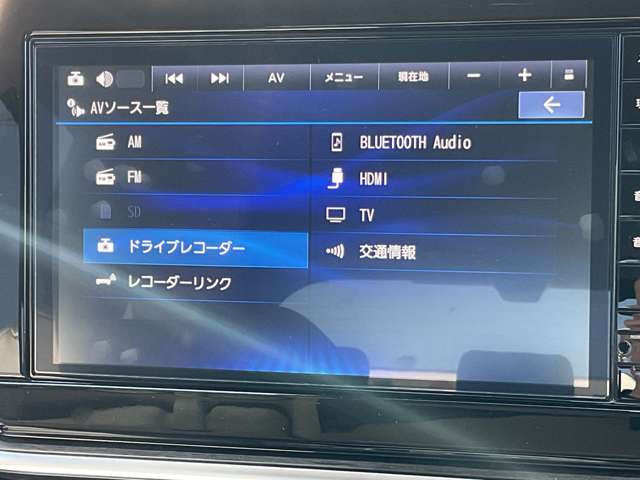 AV メニュー 現在地 − +
AVソース一覧
AM
FM
SD
ドライブレコーダー
レコーダーリンク
BLUETOOTH Audio
HDMI
TV
交通情報